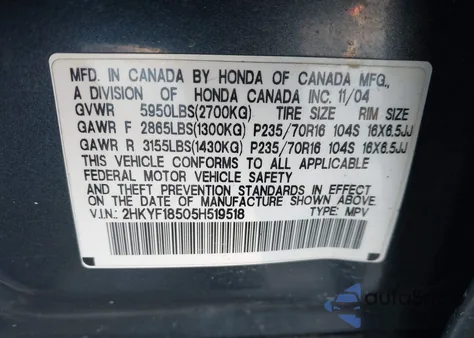 MFD. IN CANADA BY HONDA OF CANADA MFG.,
A DIVISION OF HONDA CANADA INC. 11/04
GVWR 5950LBS(2700KG) TIRE SIZE RIM SIZE
GAWR F 2865LBS(1300KG) P235/70R16 104S 16X6.5JJ
GAWR R 3155LBS(1430KG) P235/70R16 104S 16X6.5JJ
THIS VEHICLE CONFORMS TO ALL APPLICABLE
FEDERAL MOTOR VEHICLE SAFETY
AND THEFT PREVENTION STANDARDS IN EFFECT
ON THE DATE OF MANUFACTURE SHOWN ABOVE.
V.I.N.: 2HKYF18505H519518 TYPE: MPV